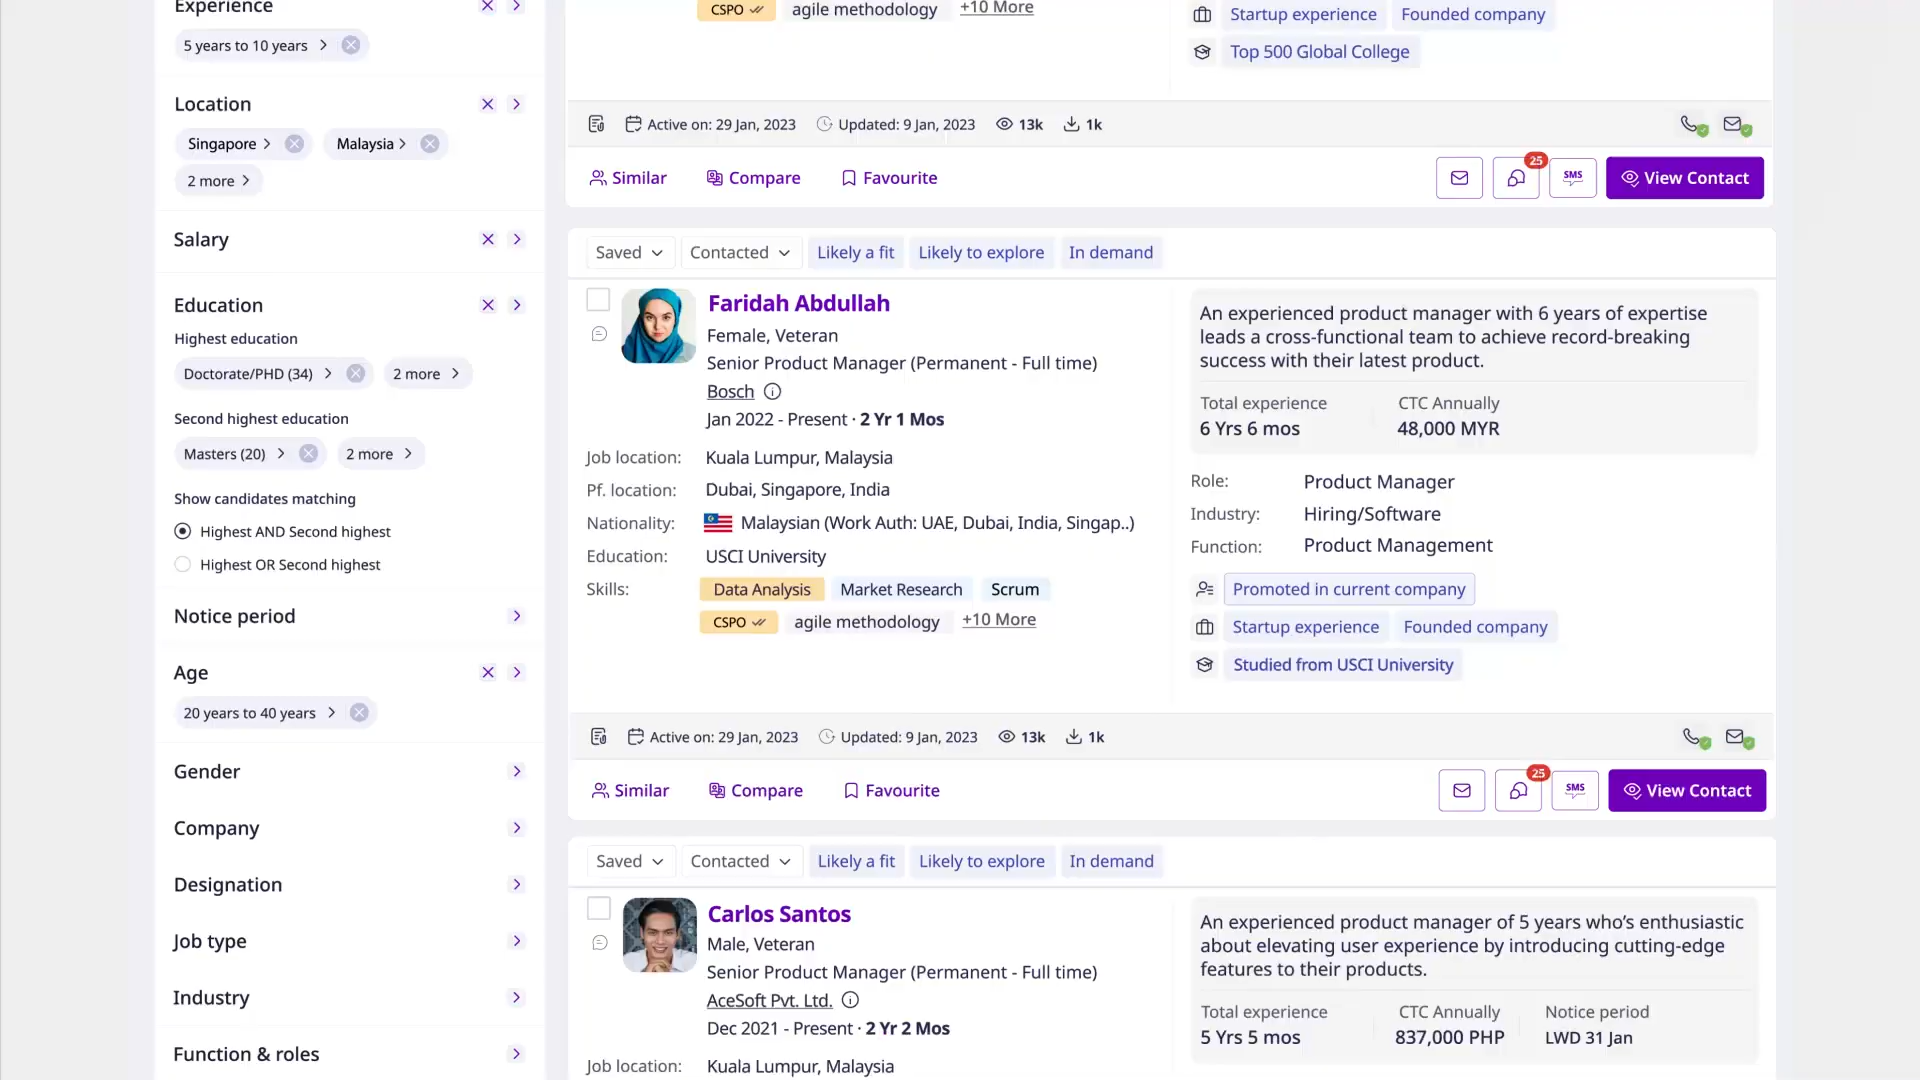 Experience
5 years to 10 years
Location
Singapore
Malaysia
2 more
Salary
Education
Highest education
Doctorate/PHD (34)
2 more
Second highest education
Masters (20)
2 more
Show candidates matching
Highest AND Second highest
Highest OR Second highest
Notice period
Age
20 years to 40 years
Gender
Company
Designation
Job type
Industry
Function & roles
CSPO agile methodology +10 More
Startup experience Founded company
Top 500 Global College
Active on: 29 Jan, 2023 Updated: 9 Jan, 2023 13k 1k
Similar Compare Favourite 25 SMS View Contact
Saved Contacted Likely a fit Likely to explore In demand
Faridah Abdullah
Female, Veteran
Senior Product Manager (Permanent - Full time)
Bosch
Jan 2022 - Present · 2 Yr 1 Mos
Job location: Kuala Lumpur, Malaysia
Pf. location: Dubai, Singapore, India
Nationality: Malaysian (Work Auth: UAE, Dubai, India, Singap..)
Education: USCI University
Skills: Data Analysis Market Research Scrum
CSPO agile methodology +10 More
An experienced product manager with 6 years of expertise
leads a cross-functional team to achieve record-breaking
success with their latest product.
Total experience CTC Annually
6 Yrs 6 mos 48,000 MYR
Role: Product Manager
Industry: Hiring/Software
Function: Product Management
Promoted in current company
Startup experience Founded company
Studied from USCI University
Active on: 29 Jan, 2023 Updated: 9 Jan, 2023 13k 1k
Similar Compare Favourite 25 SMS View Contact
Saved Contacted Likely a fit Likely to explore In demand
Carlos Santos
Male, Veteran
Senior Product Manager (Permanent - Full time)
AceSoft Pvt. Ltd.
Dec 2021 - Present · 2 Yr 2 Mos
Job location: Kuala Lumpur, Malaysia
An experienced product manager of 5 years who's enthusiastic
about elevating user experience by introducing cutting-edge
features to their products.
Total experience CTC Annually Notice period
5 Yrs 5 mos 837,000 PHP LWD 31 Jan